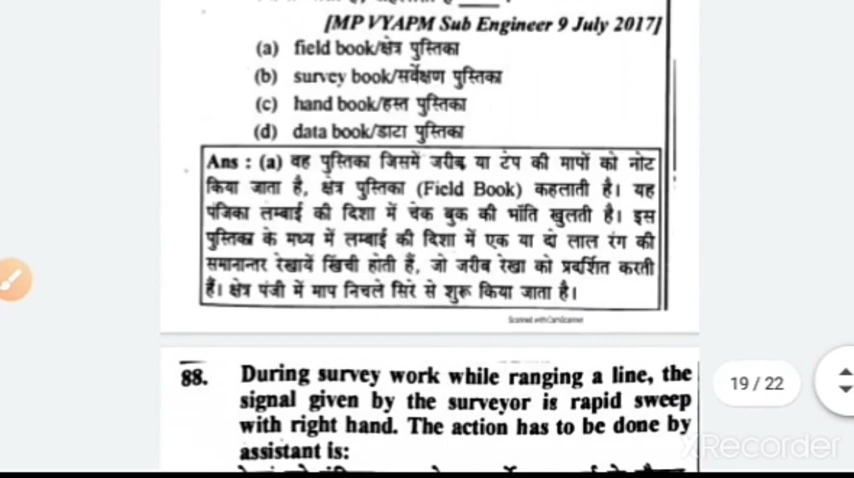 [MP VYAPM Sub Engineer 9 July 2017]
(a) field book/क्षेत्र पुस्तिका
(b) survey book/सर्वेक्षण पुस्तिका
(c) hand book/हस्त पुस्तिका
(d) data book/डाटा पुस्तिका
Ans : (a) वह पुस्तिका जिसमें जरीब या टेप की मापों को नोट
किया जाता है, क्षेत्र पुस्तिका (Field Book) कहलाती है। यह
पंजिका लम्बाई की दिशा में चेक बुक की भाँति खुलती है। इस
पुस्तिका के मध्य में लम्बाई की दिशा में एक या दो लाल रंग की
समानान्तर रेखायें खिंची होती हैं, जो जरीब रेखा को प्रदर्शित करती
हैं। क्षेत्र पंजी में माप निचले सिरे से शुरू किया जाता है।
Scanned with CamScanner
88. During survey work while ranging a line, the
signal given by the surveyor is rapid sweep
with right hand. The action has to be done by
assistant is:
19 / 22
XRecorder